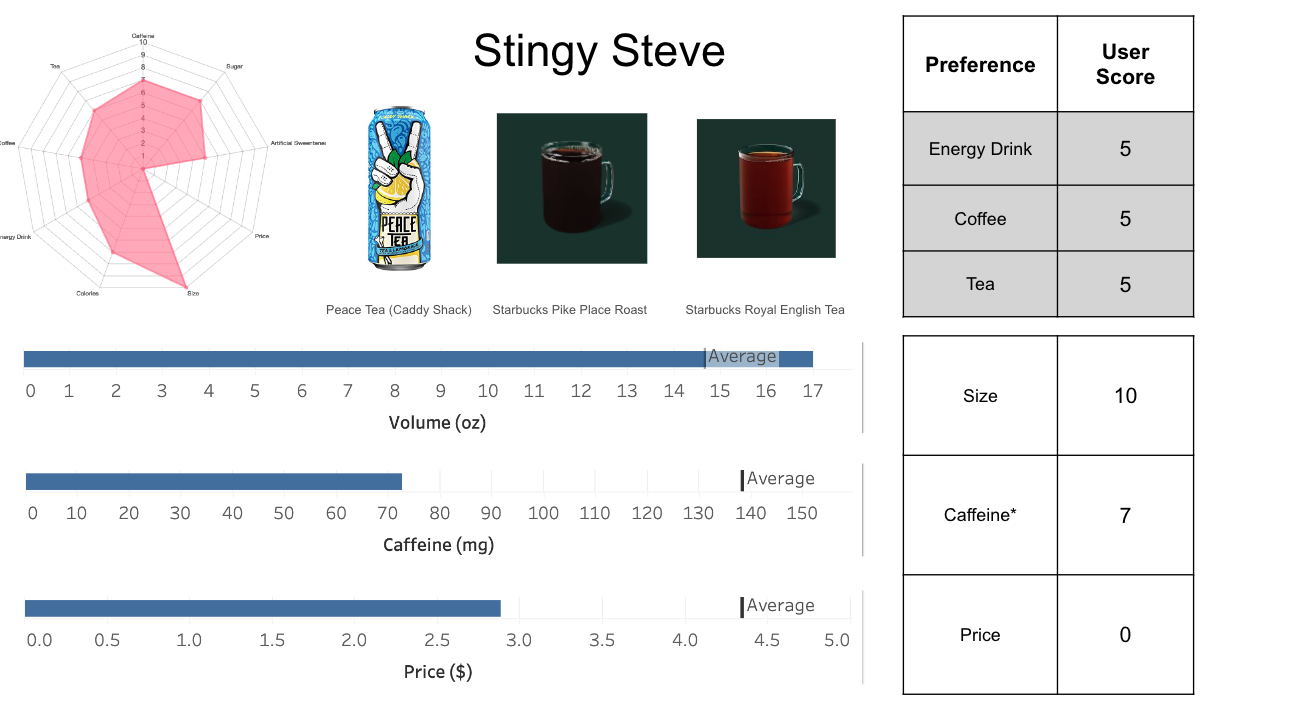 Stingy Steve
Caffeine
10
9
8
7
6
5
4
3
2
1
Sugar
Artificial Sweetener
Price
Size
Calories
nergy Drink
offee
Tea
PEACE
TEA
Peace Tea (Caddy Shack)
Starbucks Pike Place Roast
Starbucks Royal English Tea
Average
0 1 2 3 4 5 6 7 8 9 10 11 12 13 14 15 16 17
Volume (oz)
Average
0 10 20 30 40 50 60 70 80 90 100 110 120 130 140 150
Caffeine (mg)
Average
0.0 0.5 1.0 1.5 2.0 2.5 3.0 3.5 4.0 4.5 5.0
Price ($)
Preference User Score
Energy Drink 5
Coffee 5
Tea 5
Size 10
Caffeine* 7
Price 0